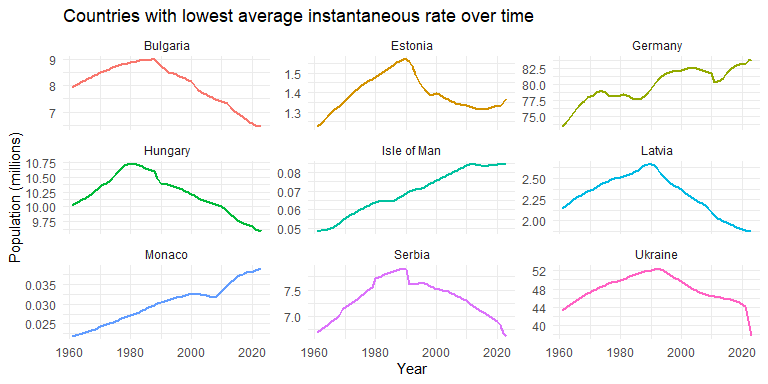 Countries with lowest average instantaneous rate over time
Population (millions)
Bulgaria
9
8
7
Estonia
1.5
1.4
1.3
Germany
82.5
80.0
77.5
75.0
Hungary
10.75
10.50
10.25
10.00
9.75
Isle of Man
0.08
0.07
0.06
0.05
Latvia
2.50
2.25
2.00
Monaco
0.035
0.030
0.025
Serbia
7.5
7.0
Ukraine
52
48
44
40
1960 1980 2000 2020
1960 1980 2000 2020
1960 1980 2000 2020
Year